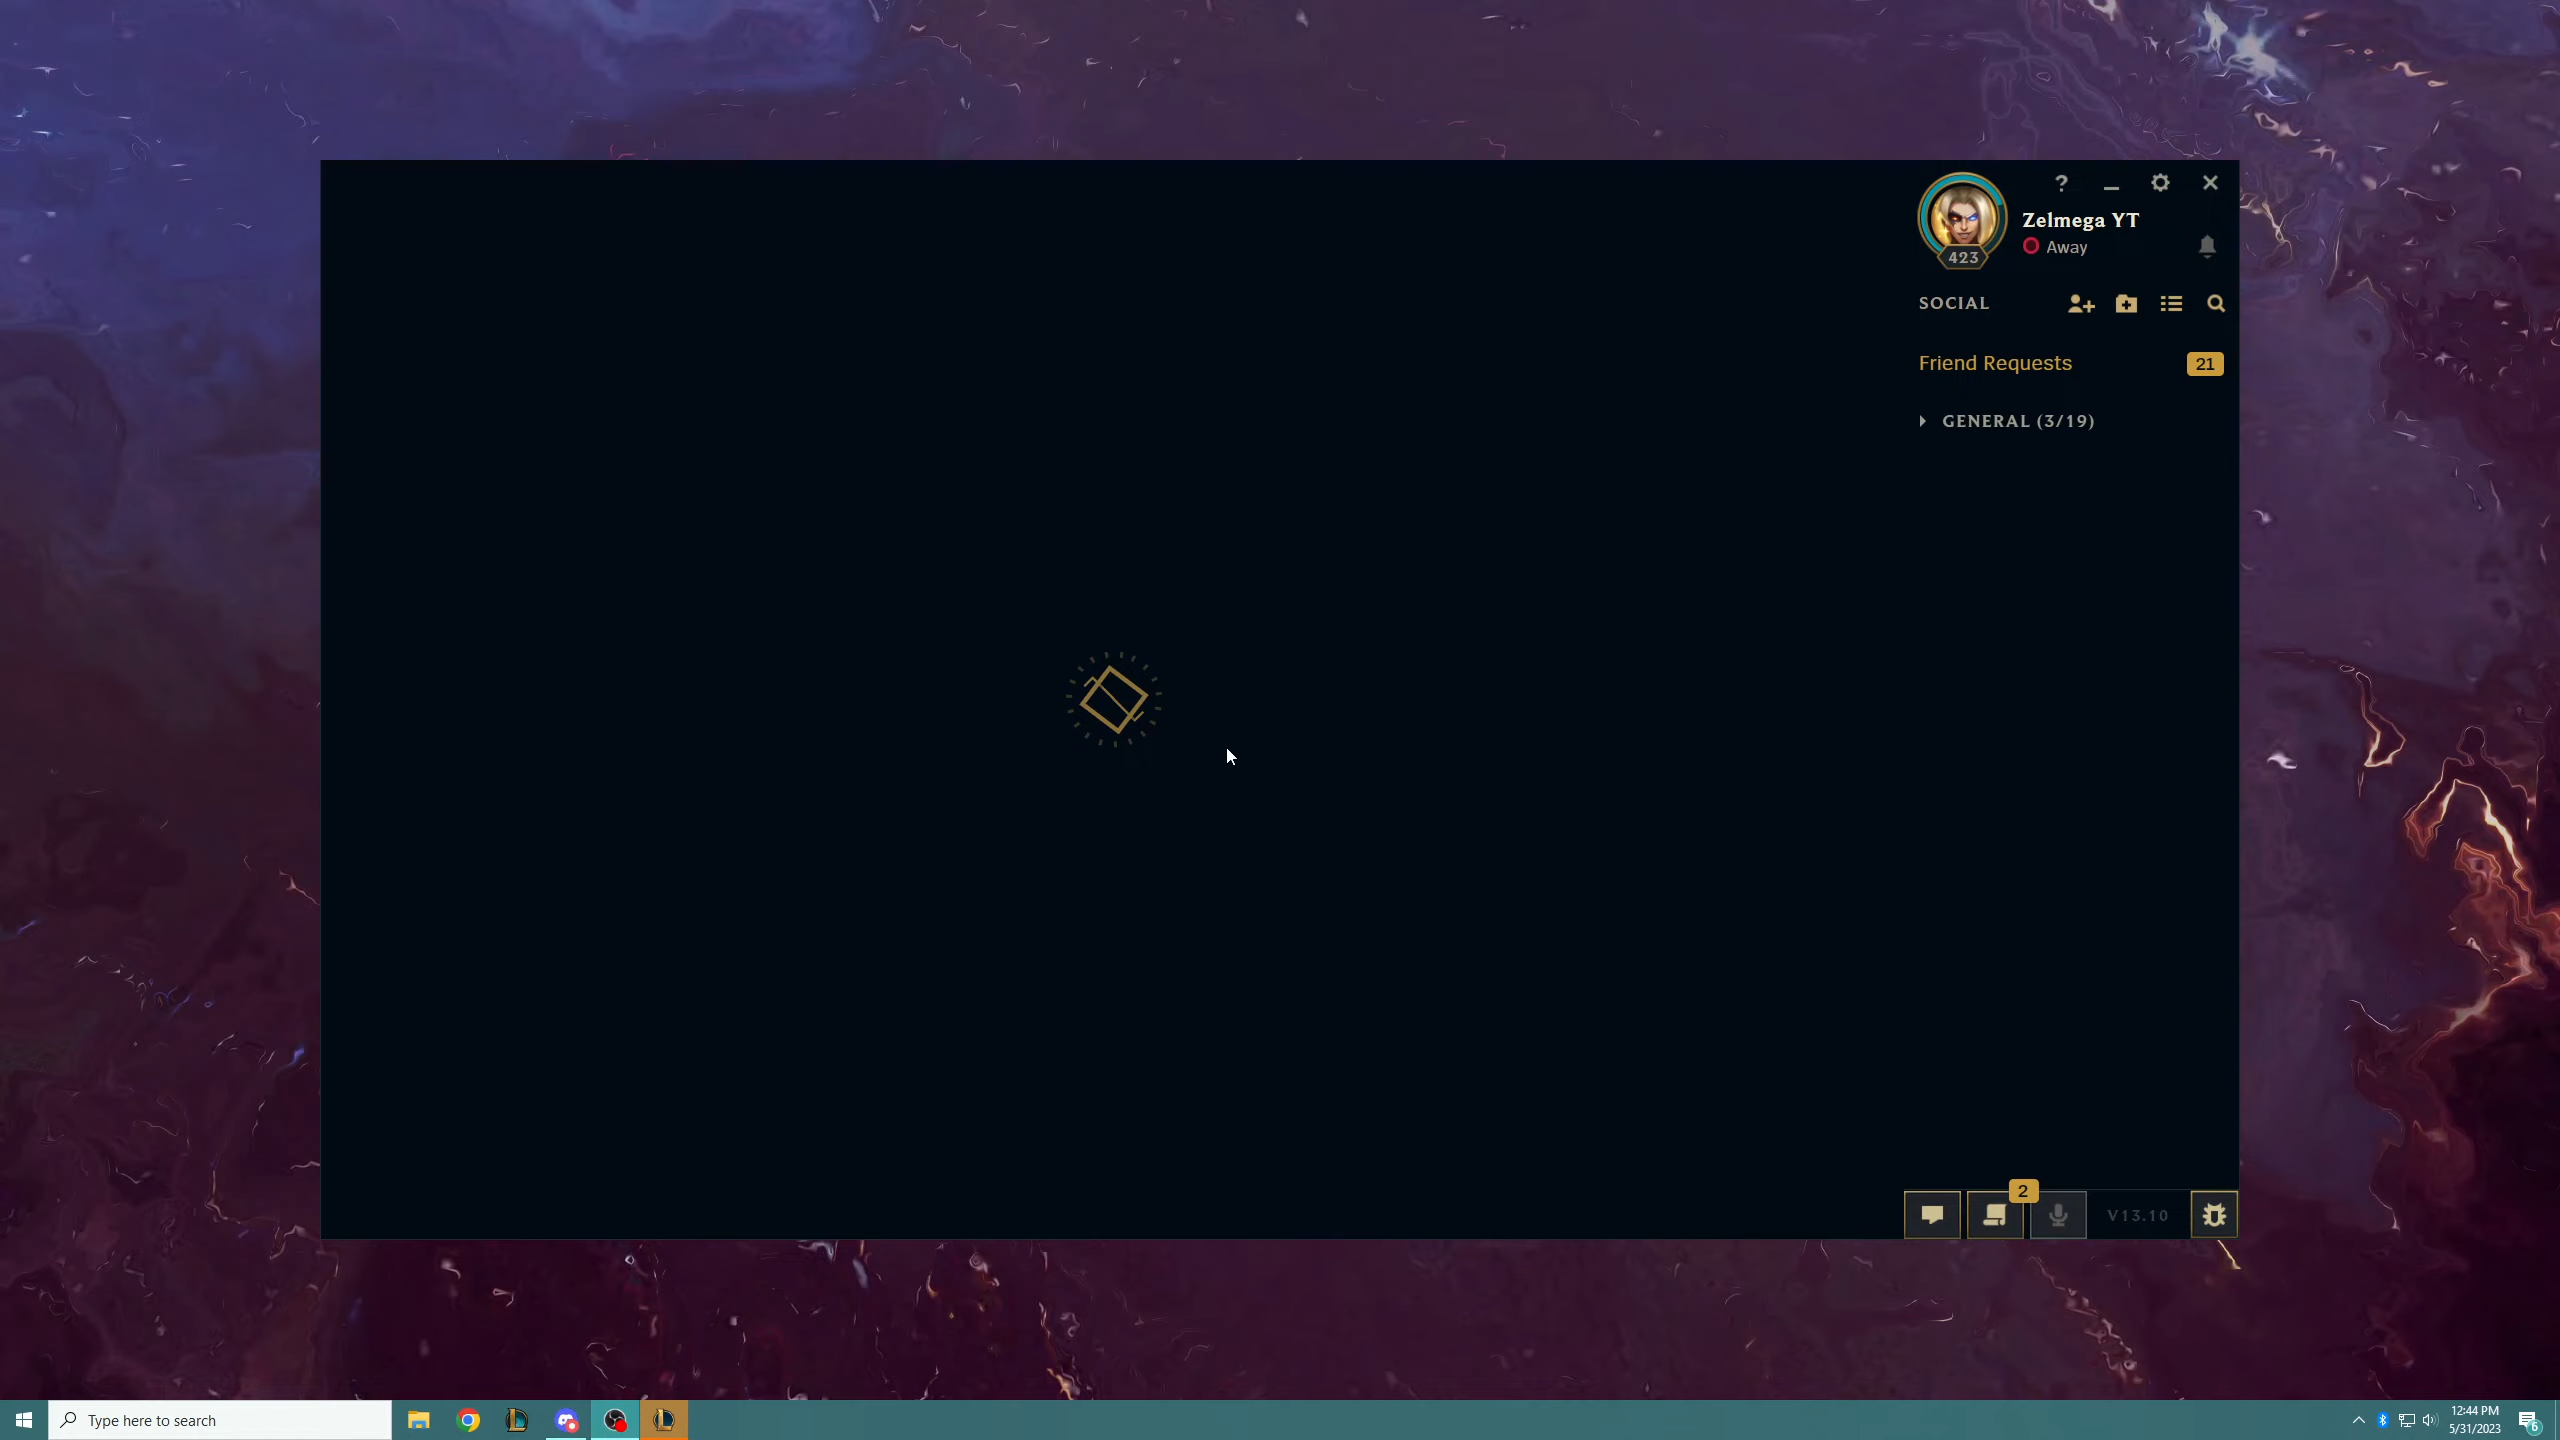 ?
Zelmega YT
Away
423
SOCIAL
Friend Requests
21
GENERAL (3/19)
2
V13.10
Type here to search
12:44 PM
5/31/2023
6